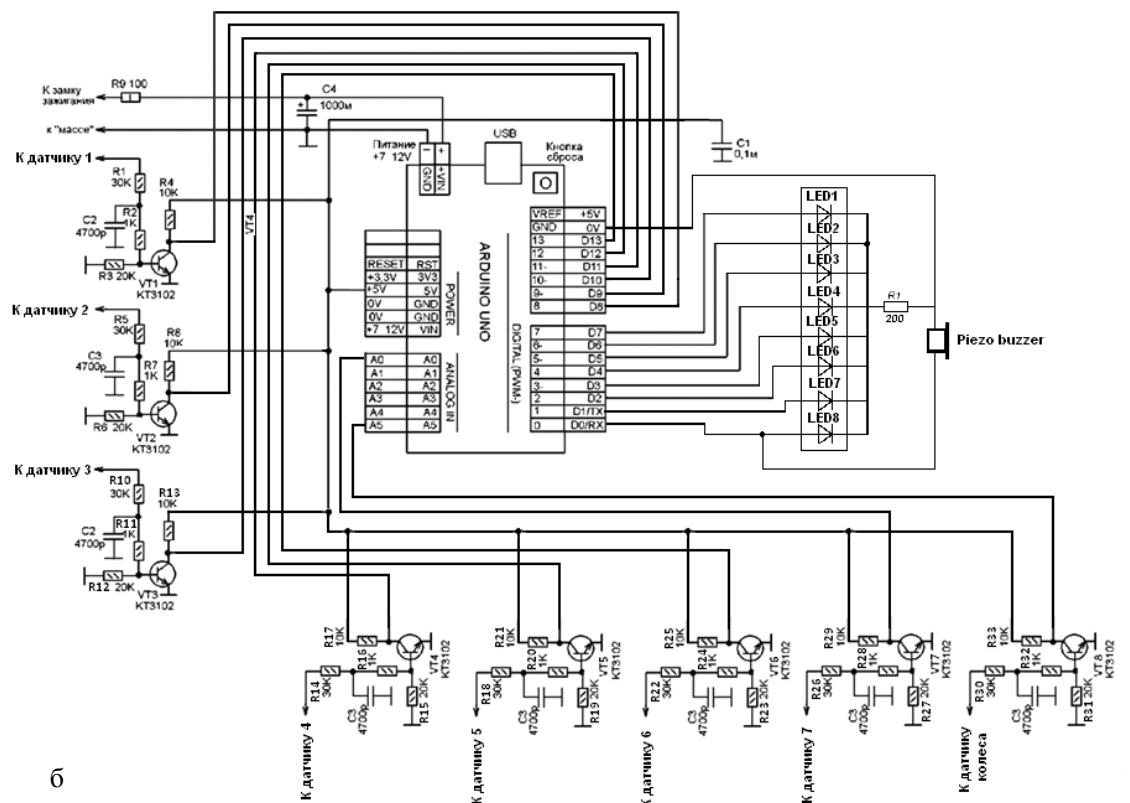 К замку
зажигания
R9 100
C4
1000м
к "массе"
Питание
+7 12V
USB
Кнопка
сброса
C1
0,1м
К датчику 1
R1
30K
R4
10K
C2
4700р
R2
1K
R3 20K
VT1
КТ3102
VT4
GND
+VIN
VREF +5V
GND 0V
13 D13
12 D12
11- D11
10- D10
9- D9
8 D8
7 D7
6- D6
5- D5
4 D4
3- D3
2 D2
1 D1/TX
0 D0/RX
RESET RST
+3,3V 3V3
+5V 5V
0V GND
0V GND
+7 12V VIN
POWER
A0 A0
A1 A1
A2 A2
A3 A3
A4 A4
A5 A5
ANALOG IN
ARDUINO UNO
DIGITAL (PWM-)
LED1
LED2
LED3
LED4
LED5
LED6
LED7
LED8
R1
200
Piezo buzzer
К датчику 2
R5
30K
R8
10K
C3
4700р
R7
1K
R6 20K
VT2
КТ3102
К датчику 3
R10
30K
R13
10K
C2
4700р
R11
1K
R12 20K
VT3
КТ3102
R17
10K
R16
1K
R14
30K
C3
4700р
R15
20K
VT4
КТ3102
К датчику 4
R21
10K
R20
1K
R18
30K
C3
4700р
R19
20K
VT5
КТ3102
К датчику 5
R25
10K
R24
1K
R22
30K
C3
4700р
R23
20K
VT6
КТ3102
К датчику 6
R29
10K
R28
1K
R26
30K
C3
4700р
R27
20K
VT7
КТ3102
К датчику 7
R33
10K
R32
1K
R30
30K
C3
4700р
R31
20K
VT8
КТ3102
К датчику
колеса
б